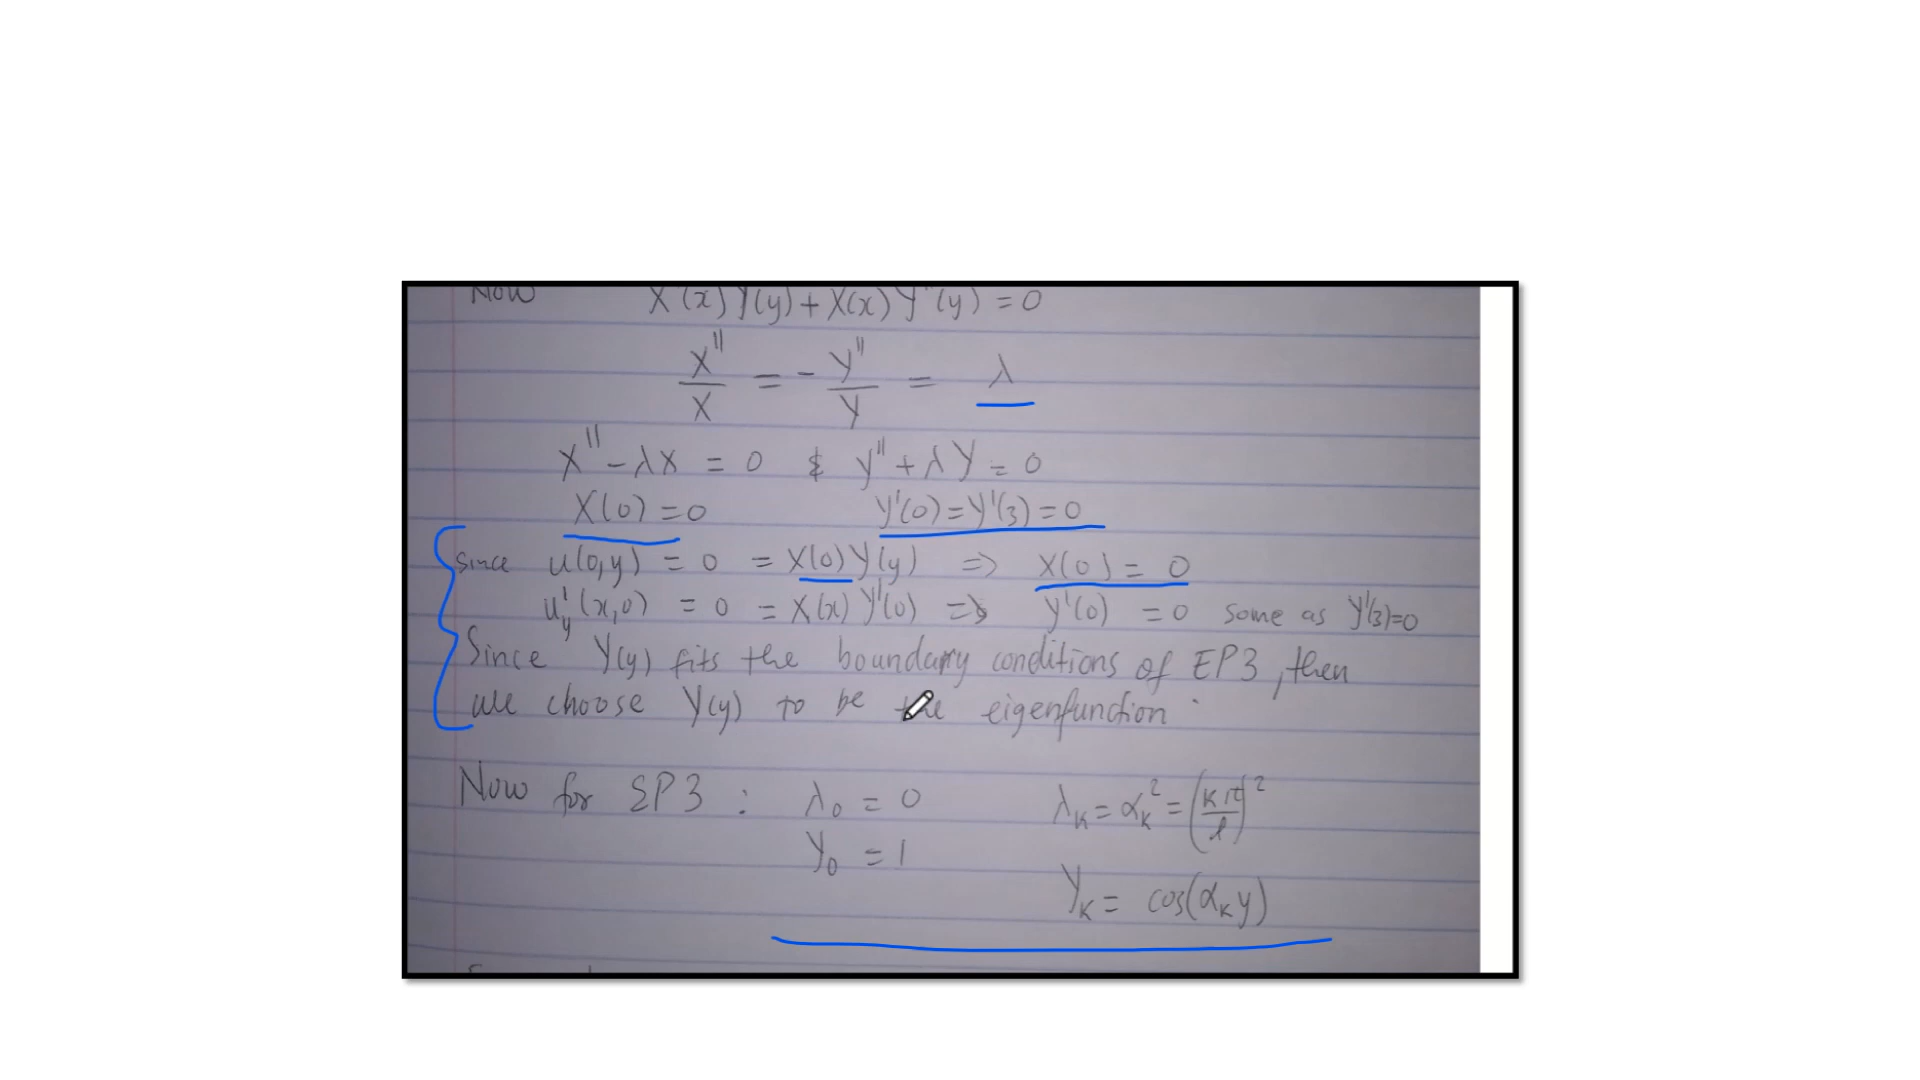 Now X''(x)Y(y) + X(x)Y''(y) = 0
X''/X = - Y''/Y = λ
X'' - λX = 0 & Y'' + λY = 0
X(0) = 0 Y'(0) = Y'(3) = 0
Since u(0,y) = 0 = X(0)Y(y) => X(0) = 0
u'y(x,0) = 0 = X(x)Y'(0) => Y'(0) = 0 some as Y'(3)=0
Since Y(y) fits the boundary conditions of EP3, then
we choose Y(y) to be the eigenfunction.
Now for EP3 : λ0 = 0 λK = αK² = (Kπ/l)²
Y0 = 1 YK = cos(αK y)